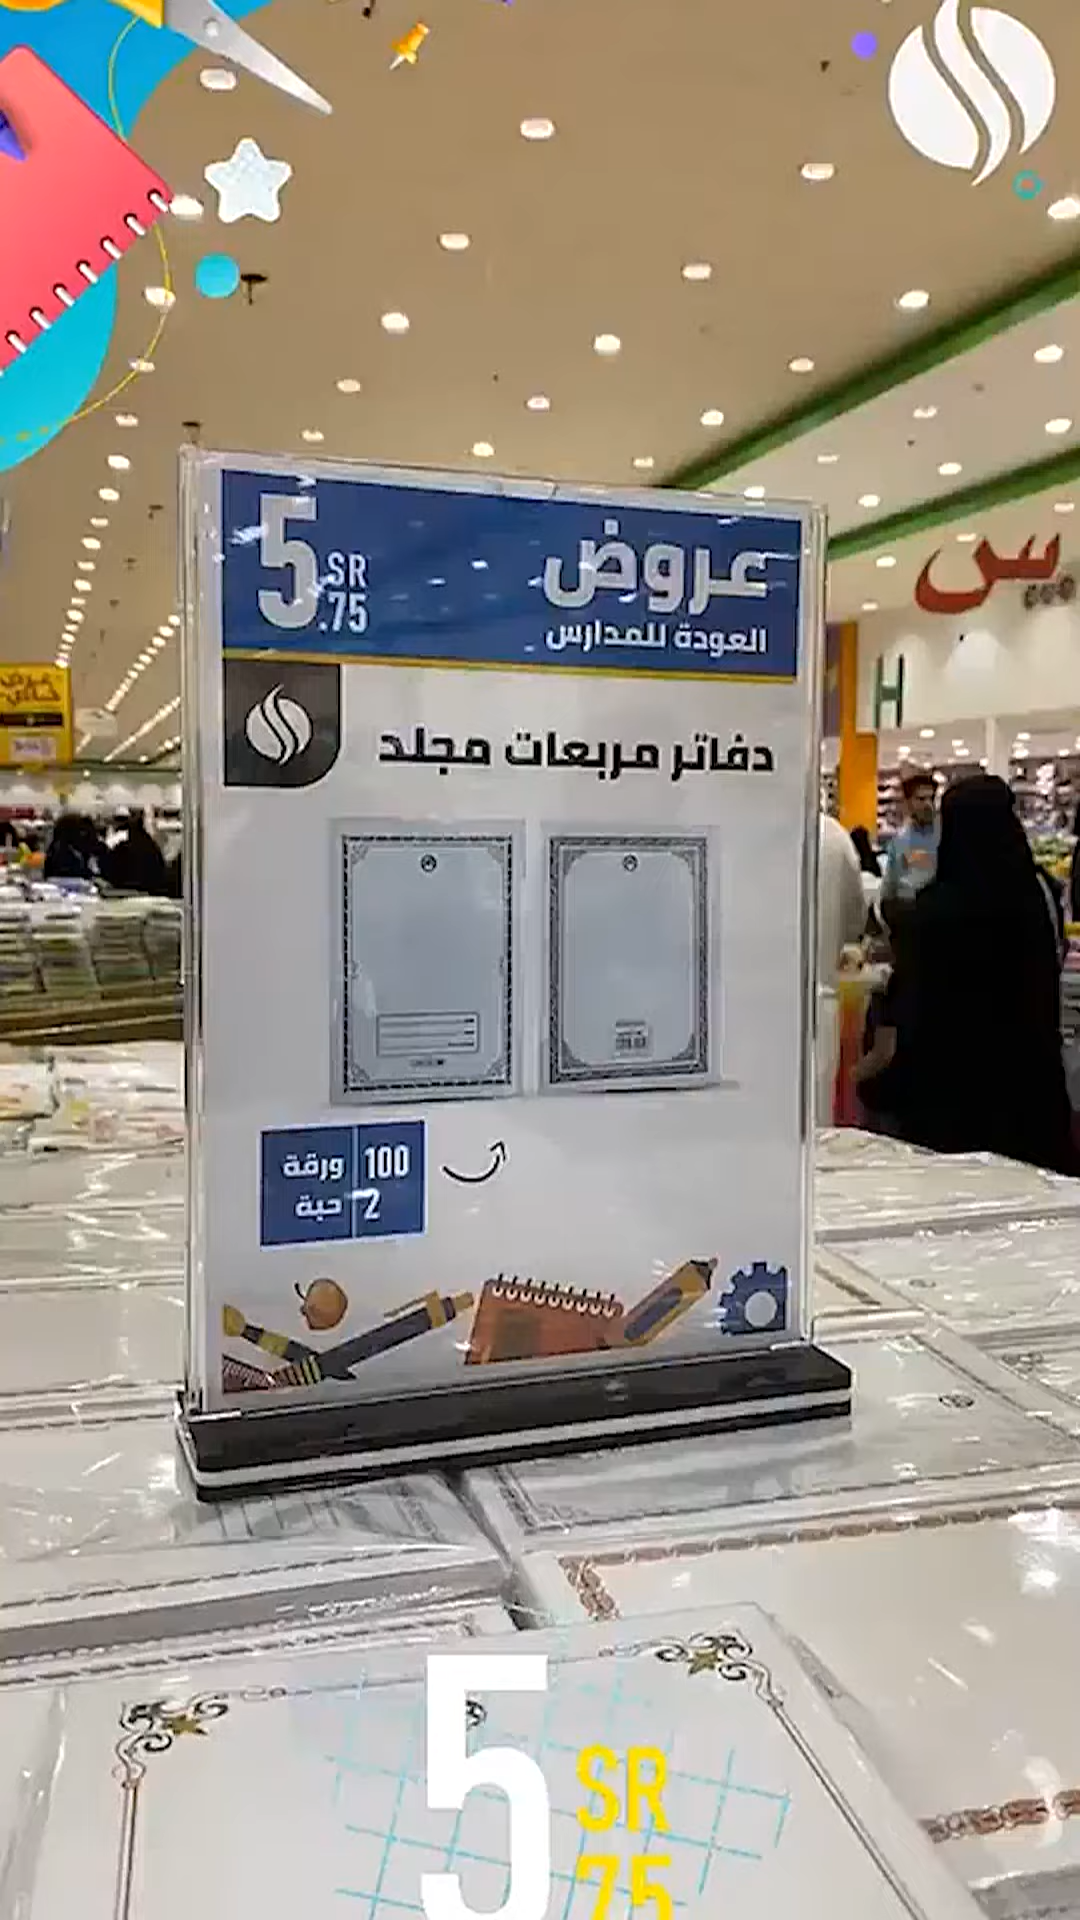 عروض
5 SR .75
العودة للمدارس
دفاتر مربعات مجلد
100 ورقة
2 حبة
س
H
5 SR
75